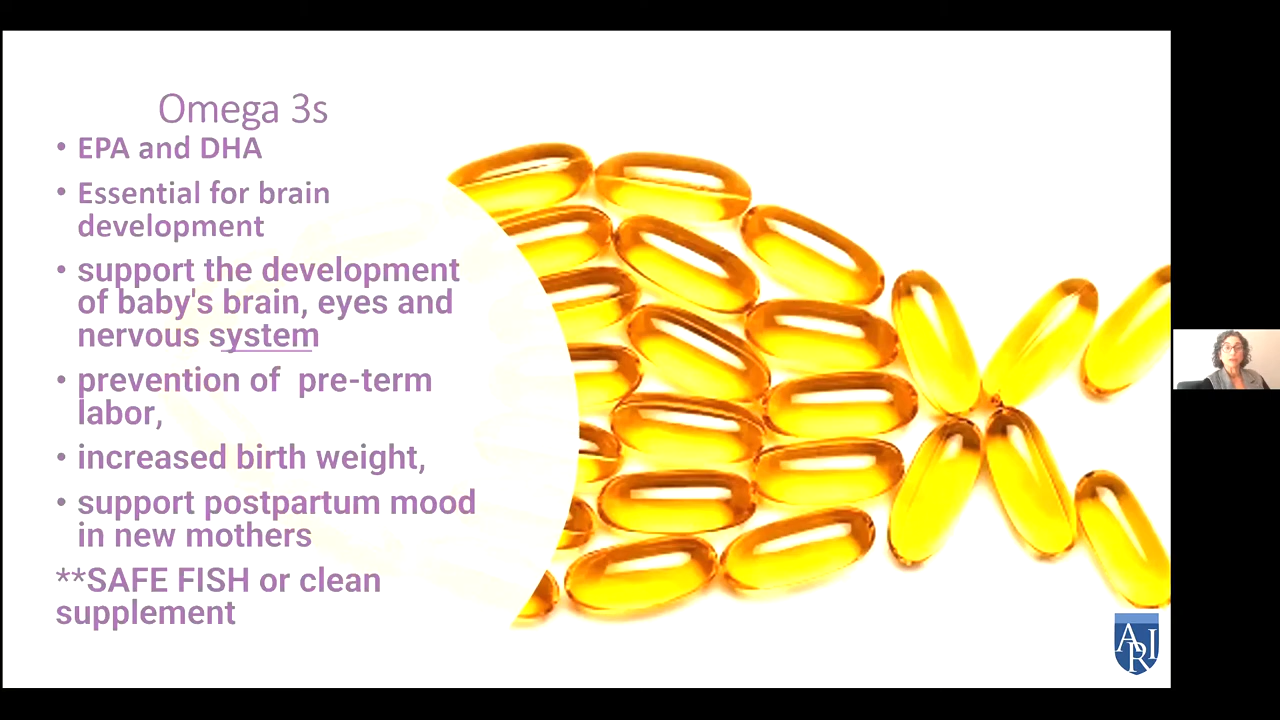 Omega 3s
• EPA and DHA
• Essential for brain
development
• support the development
of baby's brain, eyes and
nervous system
• prevention of  pre-term
labor,
• increased birth weight,
• support postpartum mood
in new mothers
**SAFE FISH or clean
supplement
ARI